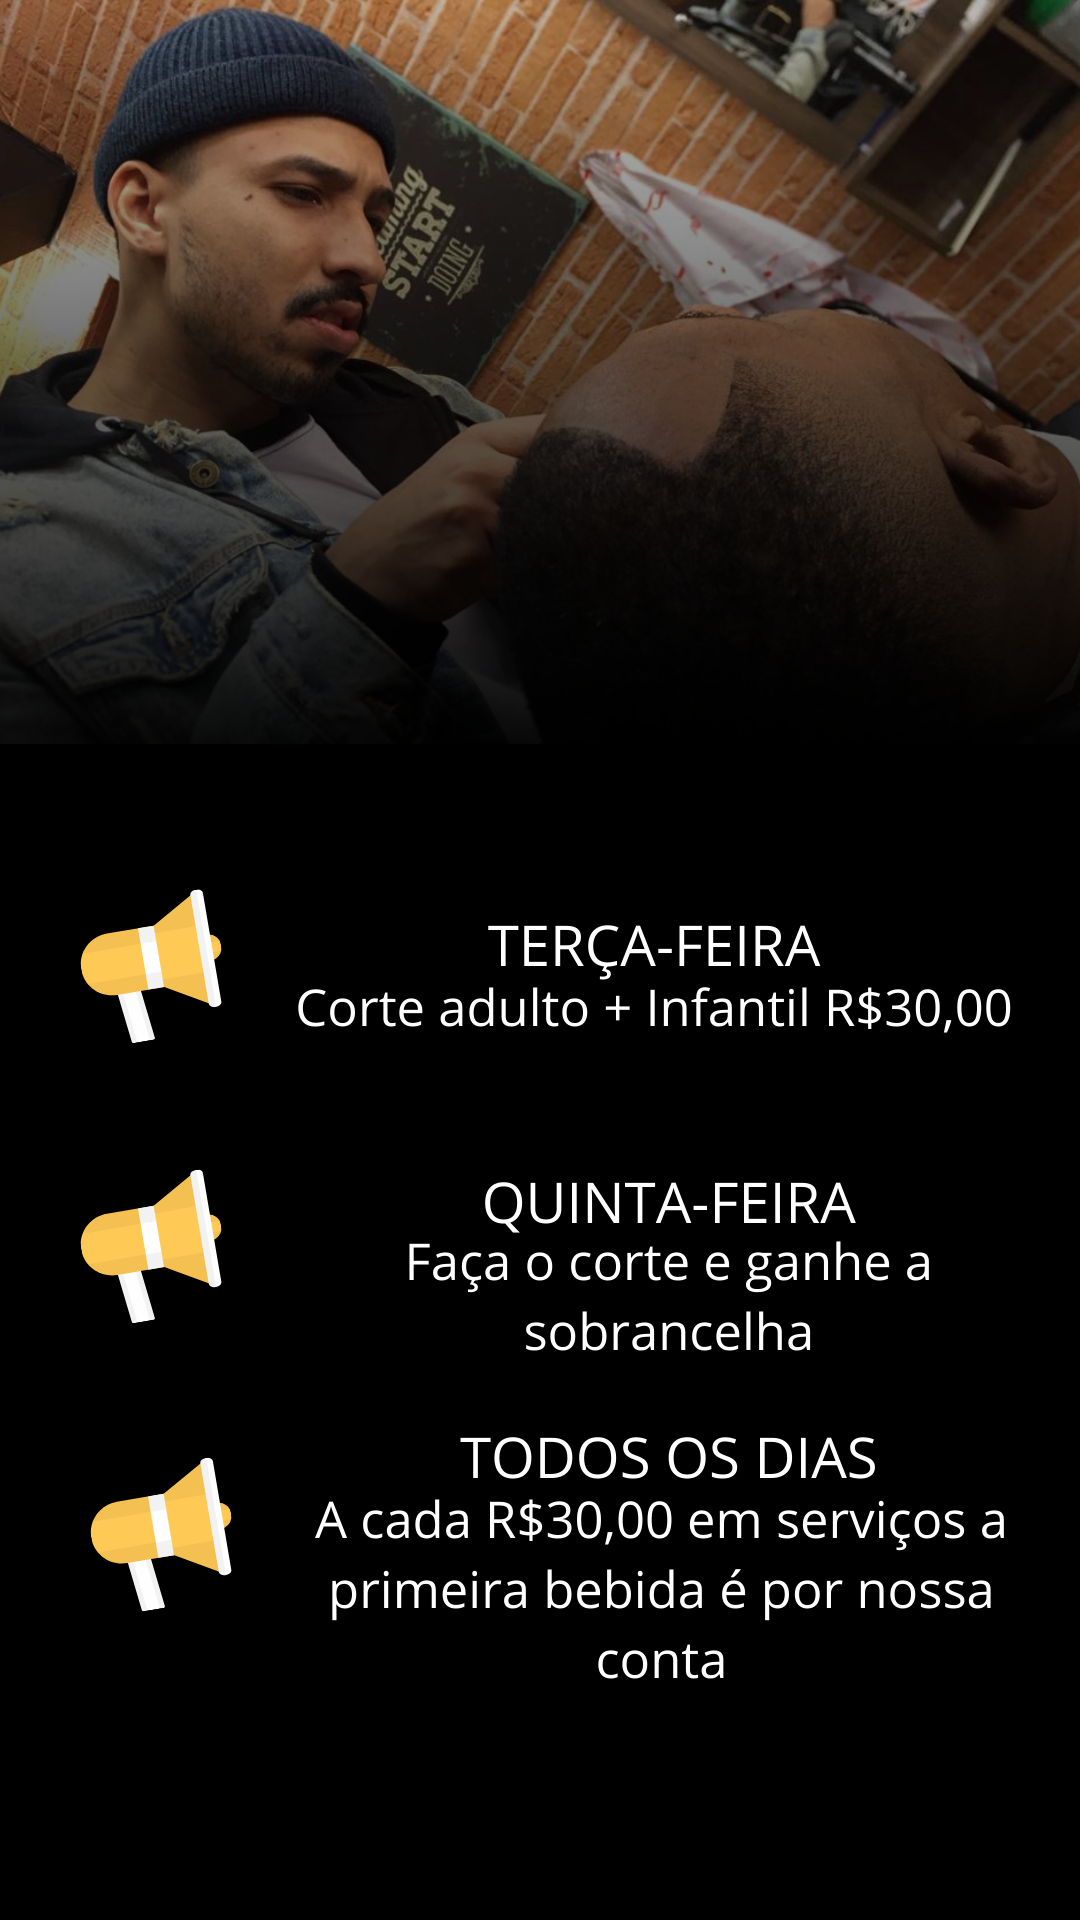 START
DOING
TERÇA-FEIRA
Corte adulto + Infantil R$30,00
QUINTA-FEIRA
Faça o corte e ganhe a
sobrancelha
TODOS OS DIAS
A cada R$30,00 em serviços a
primeira bebida é por nossa
conta